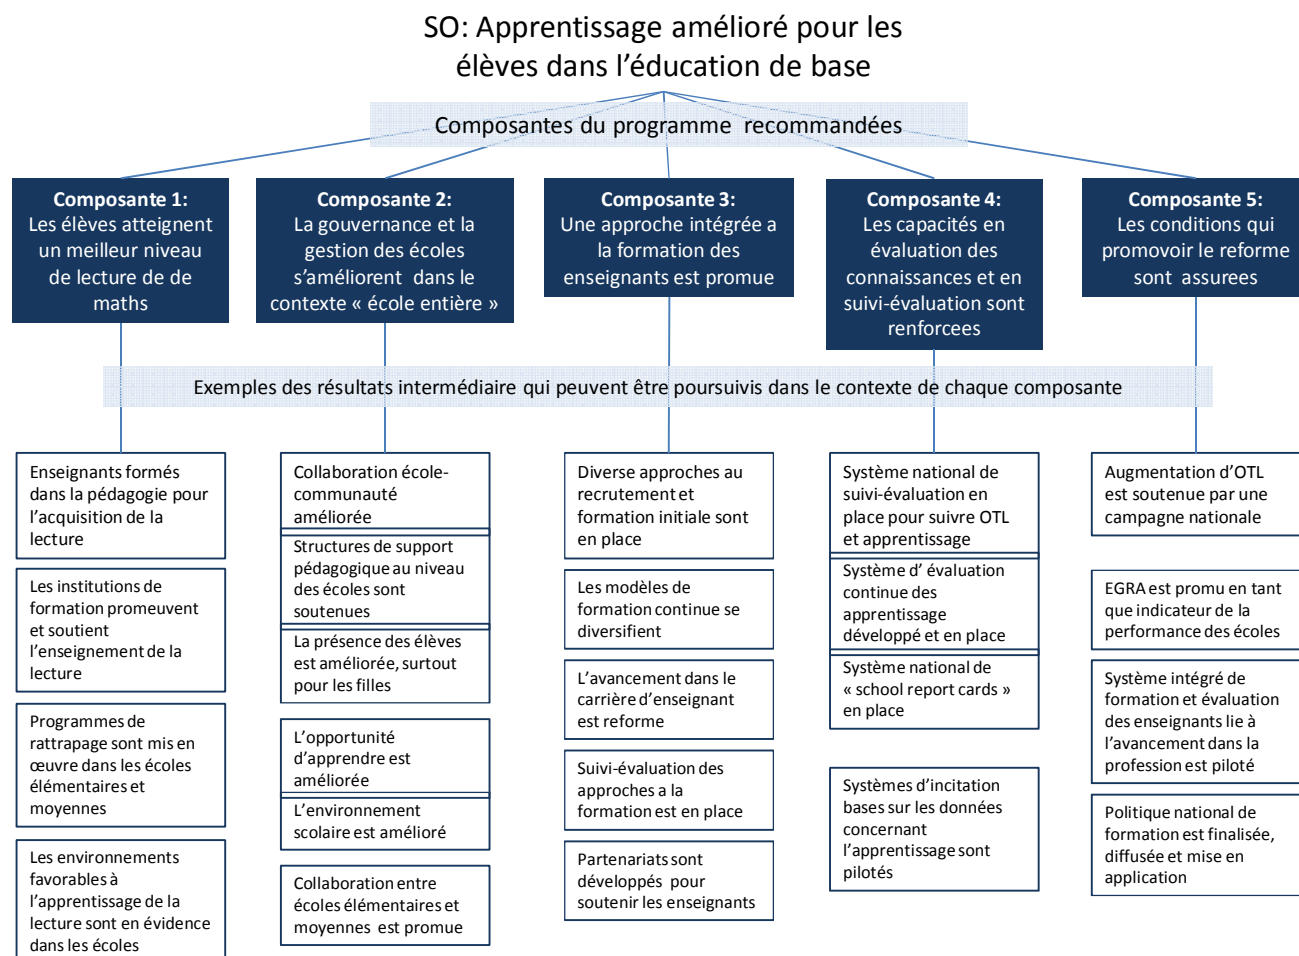 SO: Apprentissage amélioré pour les
élèves dans l’éducation de base
Composantes du programme recommandées
Composante 1:
Les élèves atteignent
un meilleur niveau
de lecture de de
maths
Composante 2:
La gouvernance et la
gestion des écoles
s’améliorent dans le
contexte « école entière »
Composante 3:
Une approche intégrée a
la formation des
enseignants est promue
Composante 4:
Les capacités en
évaluation des
connaissances et en
suivi-évaluation sont
renforcees
Composante 5:
Les conditions qui
promovoir le reforme
sont assurees
Exemples des résultats intermédiaire qui peuvent être poursuivis dans le contexte de chaque composante
Enseignants formés
dans la pédagogie pour
l’acquisition de la
lecture
Les institutions de
formation promeuvent
et soutient
l’enseignement de la
lecture
Programmes de
rattrapage sont mis en
œuvre dans les écoles
élémentaires et
moyennes
Les environnements
favorables à
l’apprentissage de la
lecture sont en évidence
dans les écoles
Collaboration école-
communauté
améliorée
Structures de support
pédagogique au niveau
des écoles sont
soutenues
La présence des élèves
est améliorée, surtout
pour les filles
L’opportunité
d’apprendre est
améliorée
L’environnement
scolaire est amélioré
Collaboration entre
écoles élémentaires et
moyennes est promue
Diverse approches au
recrutement et
formation initiale sont
en place
Les modèles de
formation continue se
diversifient
L’avancement dans le
carrière d’enseignant
est reforme
Suivi-évaluation des
approches a la
formation est en place
Partenariats sont
développés pour
soutenir les enseignants
Système national de
suivi-évaluation en
place pour suivre OTL
et apprentissage
Système d’ évaluation
continue des
apprentissage
développé et en place
Système national de
« school report cards »
en place
Systèmes d’incitation
bases sur les données
concernant
l’apprentissage sont
pilotés
Augmentation d’OTL
est soutenue par une
campagne nationale
EGRA est promu en tant
que indicateur de la
performance des écoles
Système intégré de
formation et évaluation
des enseignants lie à
l’avancement dans la
profession est piloté
Politique national de
formation est finalisée,
diffusée et mise en
application